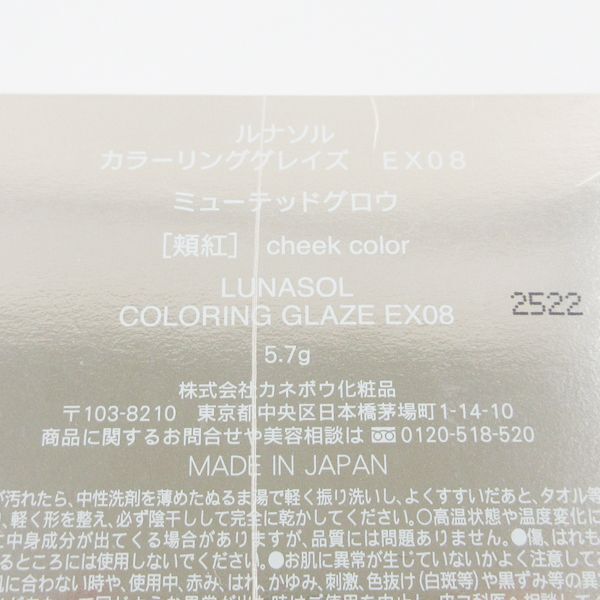 ルナソル
カラーリンググレイズ EX08
ミューテッドグロウ
[頬紅] cheek color
LUNASOL
COLORING GLAZE EX08
2522
5.7g
株式会社カネボウ化粧品
〒103-8210 東京都中央区日本橋茅場町1-14-10
商品に関するお問合せや美容相談は 0120-518-520
MADE IN JAPAN
が汚れたら、中性洗剤を薄めたぬるま湯で軽く振り洗いし、よくすすいだあと、タオル等
、軽く形を整え、必ず陰干しして完全に乾かしてください。○高温状態や温度変化に
に中身成分が出てくる場合がありますが、品質には問題ありません。●傷、はれも
るところには使用しないでください。●お肌に異常が生じていないかよく注意して
に合わない時や、使用中、赤み、はれ、かゆみ、刺激、色抜け(白斑等)や黒ずみ等の異